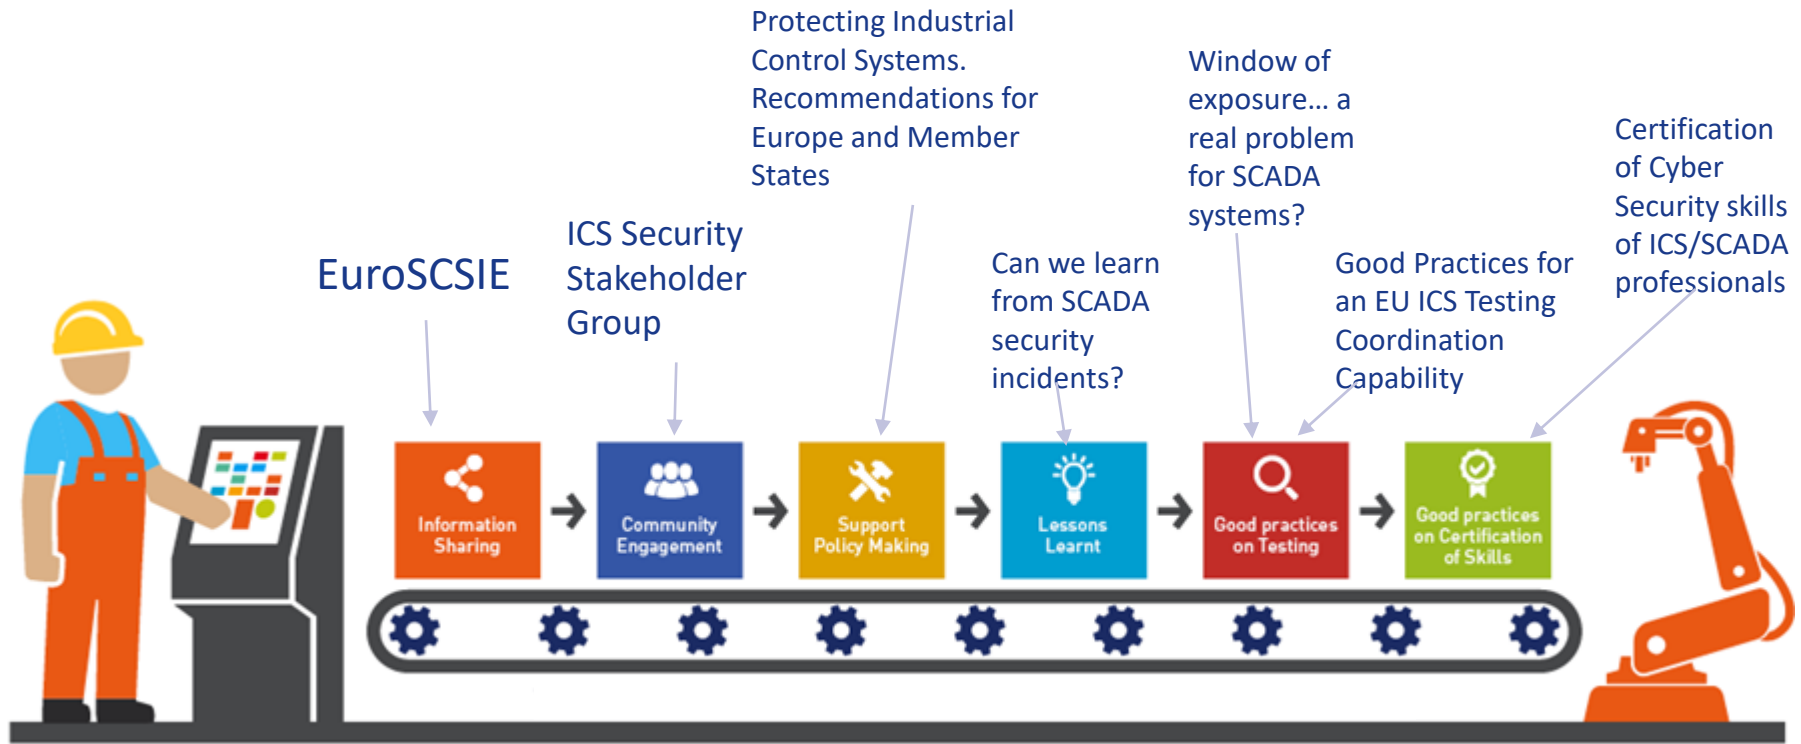 Protecting Industrial
Control Systems.
Recommendations for
Europe and Member
States
Window of
exposure... a
real problem
for SCADA
systems?
Certification
of Cyber
Security skills
of ICS/SCADA
professionals
EuroSCSIE
ICS Security
Stakeholder
Group
Can we learn
from SCADA
security
incidents?
Good Practices for
an EU ICS Testing
Coordination
Capability
Information
Sharing
Community
Engagement
Support
Policy Making
Lessons
Learnt
Good practices
on Testing
Good practices
on Certification
of Skills